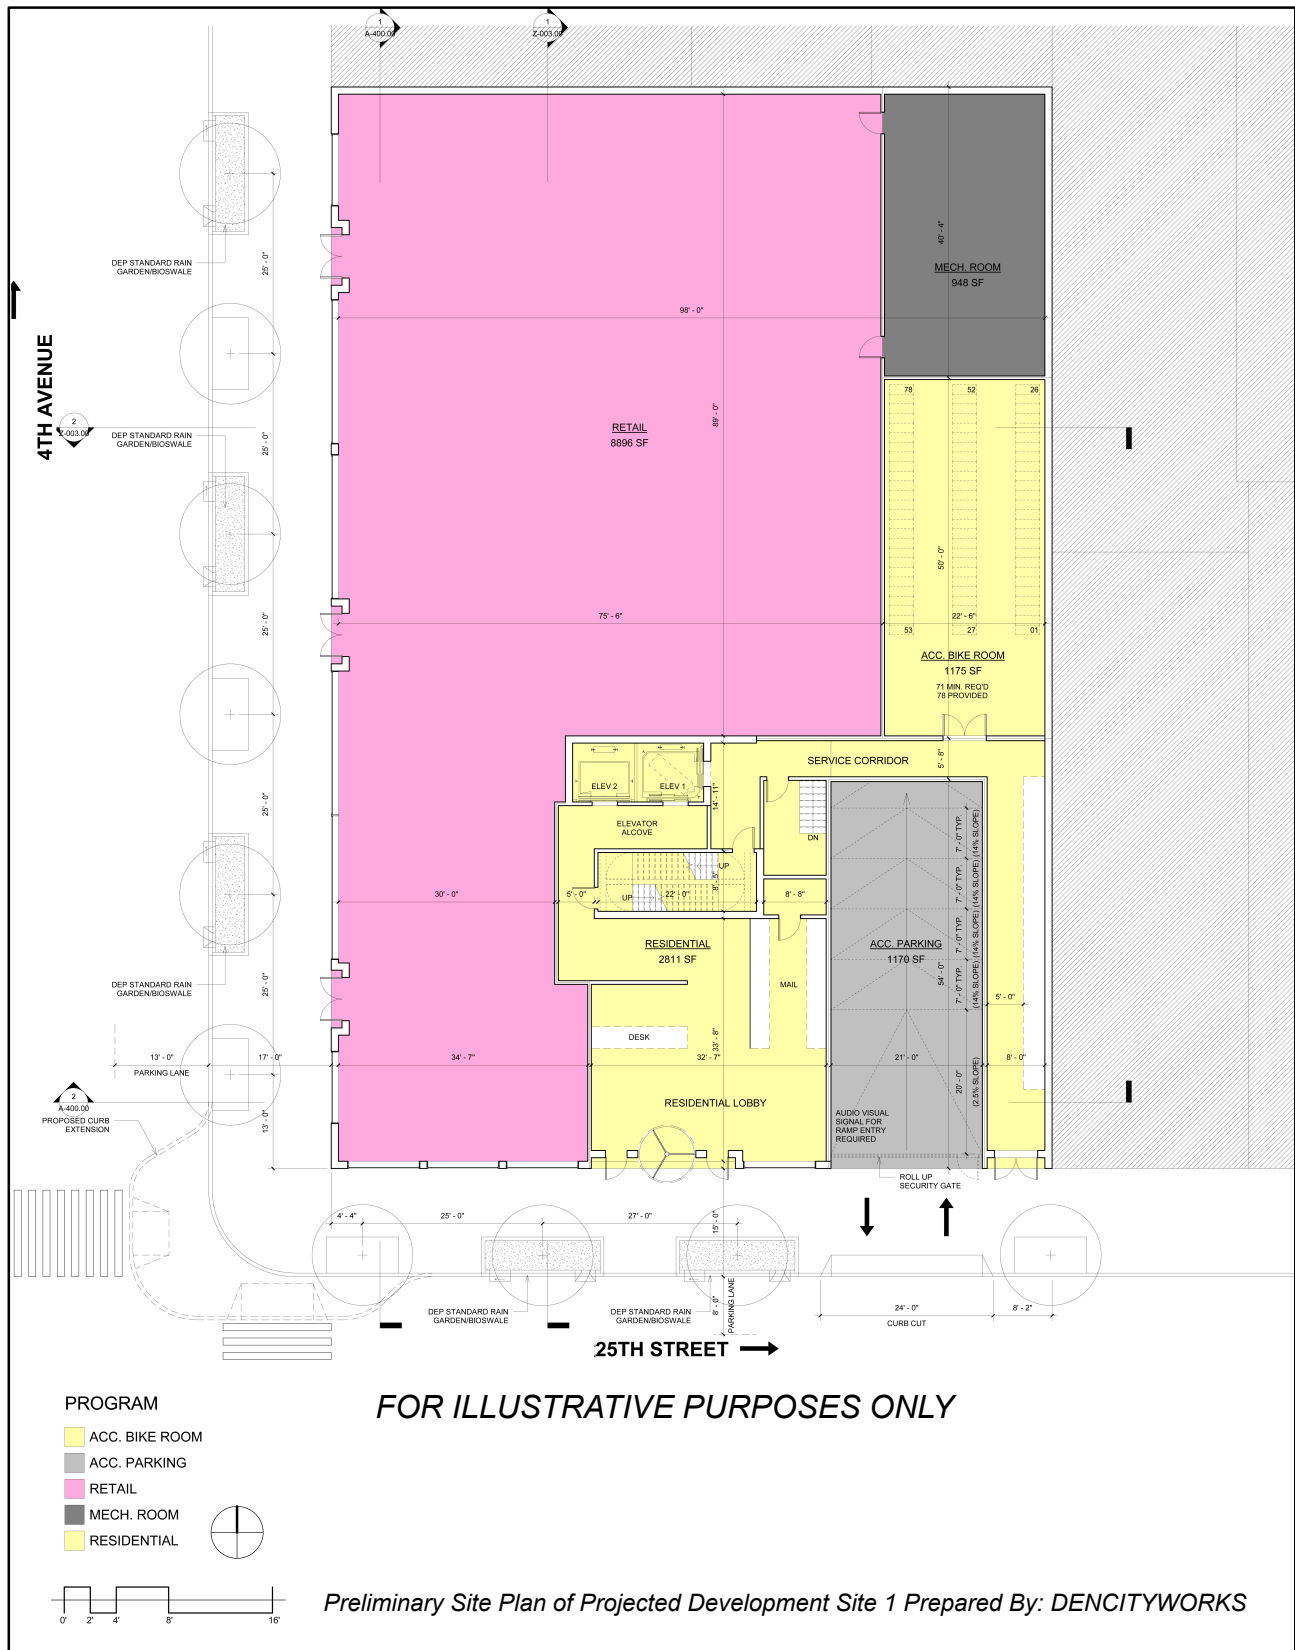 1
A-400.00
1
Z-003.00
DEP STANDARD RAIN
GARDEN/BIOSWALE
25' - 0"
40' - 4"
MECH. ROOM
948 SF
98' - 0"
4TH AVENUE
2
Z-003.00
DEP STANDARD RAIN
GARDEN/BIOSWALE
25' - 0"
RETAIL
8896 SF
89' - 0"
78
52
26
50' - 0"
25' - 0"
75' - 6"
22' - 6"
53
27
01
ACC. BIKE ROOM
1175 SF
71 MIN. REQ'D
78 PROVIDED
SERVICE CORRIDOR
5' - 8"
25' - 0"
ELEV 2
ELEV 1
14' - 11"
ELEVATOR
ALCOVE
DN
UP
8' - 5"
UP
30' - 0"
5' - 0"
22' - 0"
8' - 8"
7' - 0" TYP.
(14% SLOPE)
7' - 0" TYP.
(14% SLOPE)
7' - 0" TYP.
(14% SLOPE)
7' - 0" TYP.
(14% SLOPE)
RESIDENTIAL
2811 SF
ACC. PARKING
1170 SF
54' - 0"
DEP STANDARD RAIN
GARDEN/BIOSWALE
25' - 0"
MAIL
5' - 0"
DESK
33' - 8"
13' - 0"
17' - 0"
34' - 7"
32' - 7"
21' - 0"
8' - 0"
PARKING LANE
20' - 0"
(2.5% SLOPE)
2
A-400.00
PROPOSED CURB
EXTENSION
13' - 0"
RESIDENTIAL LOBBY
AUDIO VISUAL
SIGNAL FOR
RAMP ENTRY
REQUIRED
ROLL UP
SECURITY GATE
4' - 4"
25' - 0"
27' - 0"
15' - 0"
8' - 0"
PARKING LANE
DEP STANDARD RAIN
GARDEN/BIOSWALE
DEP STANDARD RAIN
GARDEN/BIOSWALE
24' - 0"
8' - 2"
CURB CUT
25TH STREET
FOR ILLUSTRATIVE PURPOSES ONLY
PROGRAM
ACC. BIKE ROOM
ACC. PARKING
RETAIL
MECH. ROOM
RESIDENTIAL
0'
2'
4'
8'
16'
Preliminary Site Plan of Projected Development Site 1 Prepared By: DENCITYWORKS